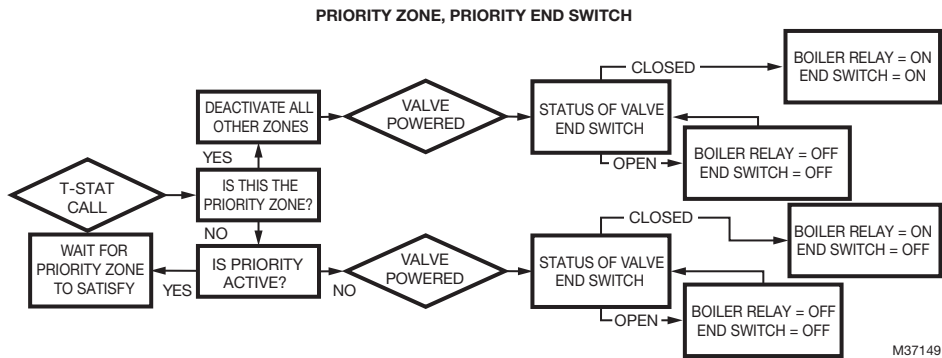 PRIORITY ZONE, PRIORITY END SWITCH
T-STAT
CALL
IS THIS THE
PRIORITY ZONE?
YES
DEACTIVATE ALL
OTHER ZONES
VALVE
POWERED
STATUS OF VALVE
END SWITCH
CLOSED
BOILER RELAY = ON
END SWITCH = ON
OPEN
BOILER RELAY = OFF
END SWITCH = OFF
NO
IS PRIORITY
ACTIVE?
YES
WAIT FOR
PRIORITY ZONE
TO SATISFY
NO
VALVE
POWERED
STATUS OF VALVE
END SWITCH
CLOSED
BOILER RELAY = ON
END SWITCH = OFF
OPEN
BOILER RELAY = OFF
END SWITCH = OFF
M37149